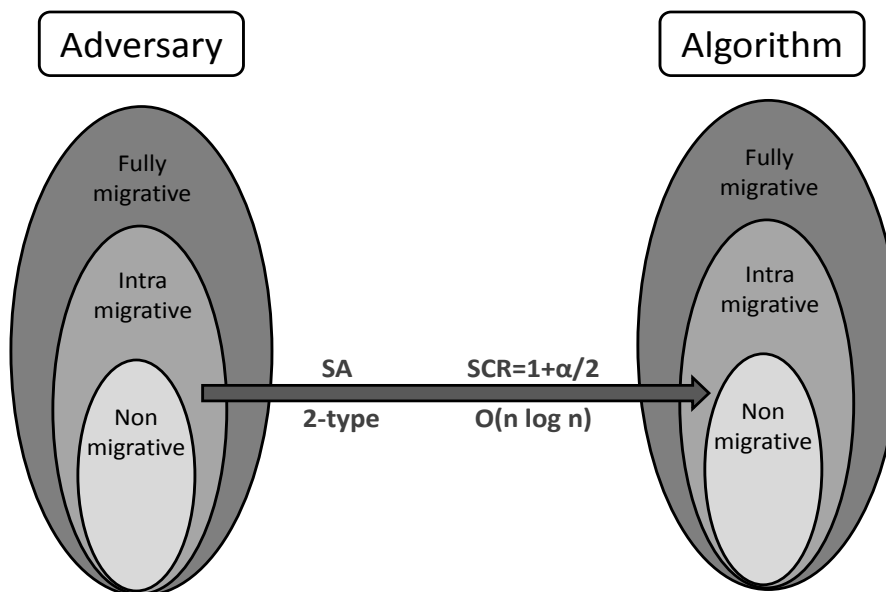 Adversary
Algorithm
Fully
migrative
Intra
migrative
Non
migrative
SA
SCR=1+α/2
2-type
O(n log n)
Fully
migrative
Intra
migrative
Non
migrative